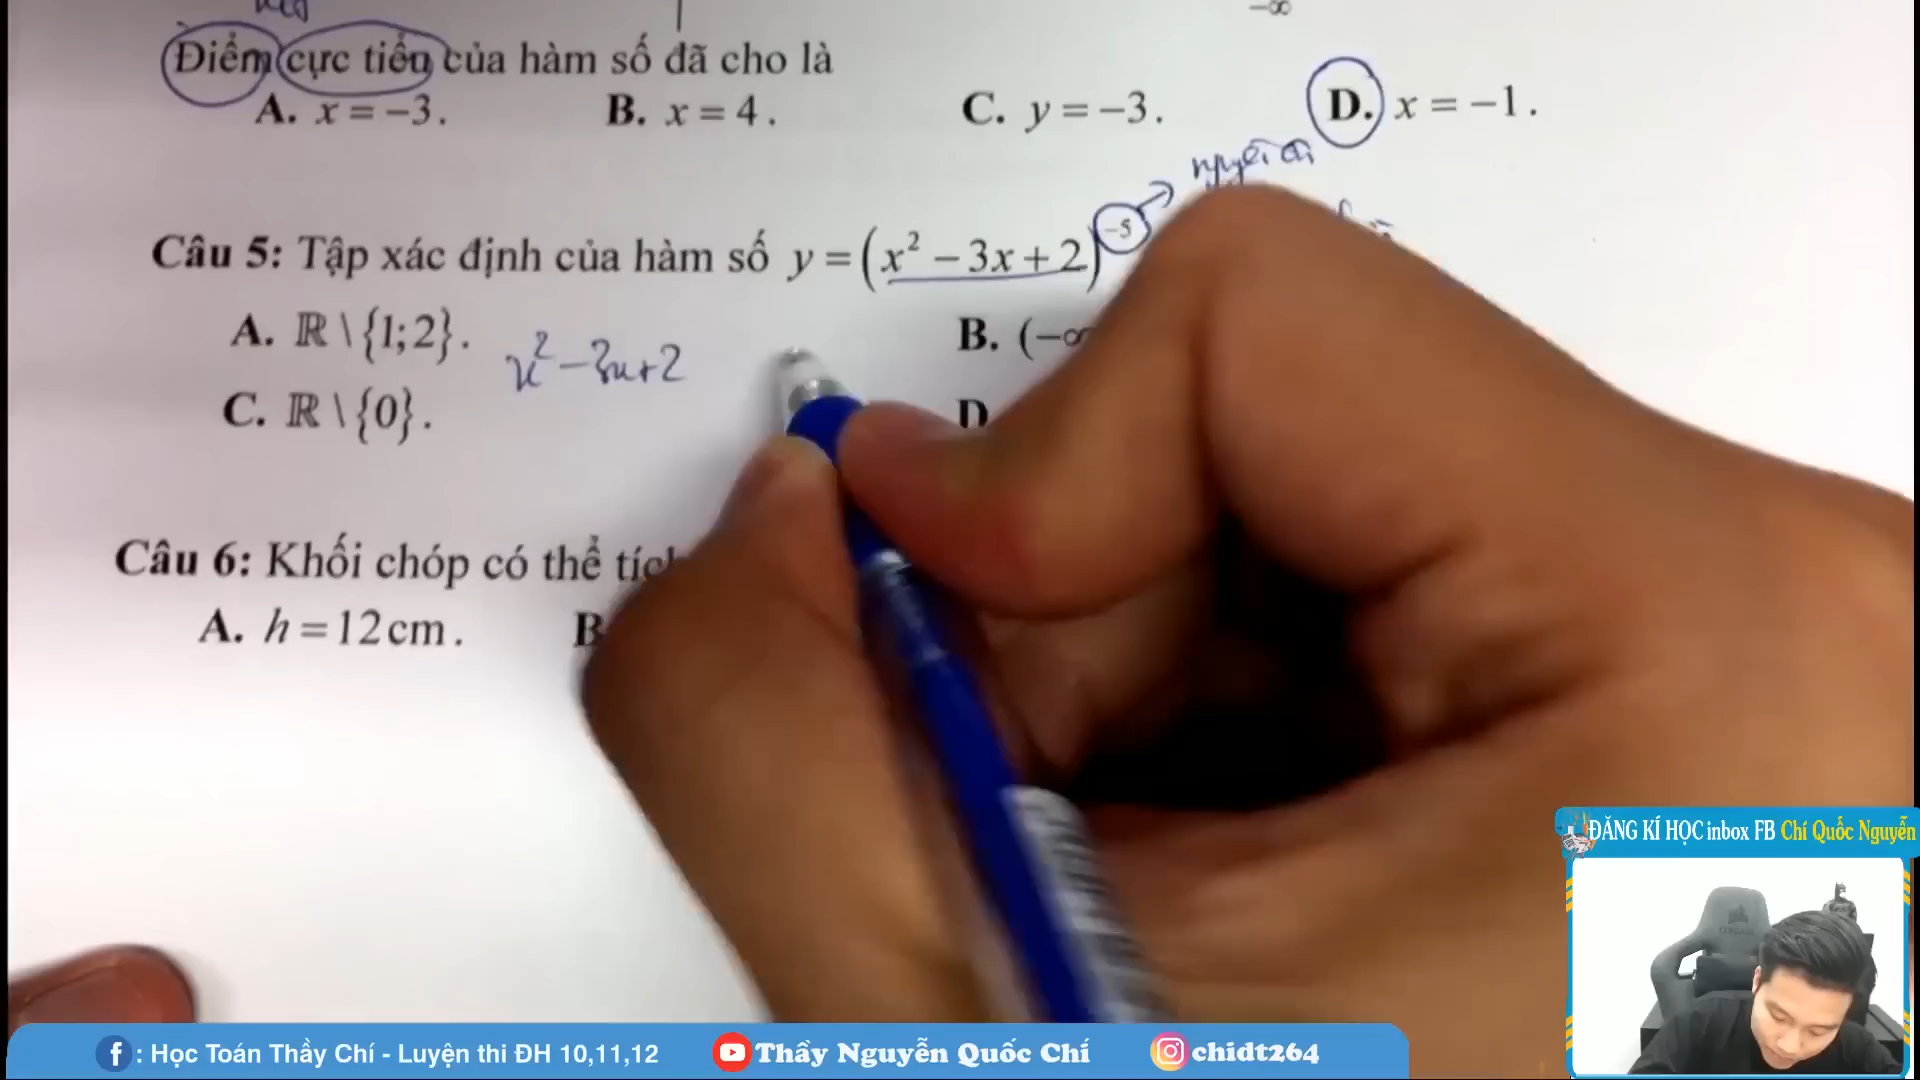 -∞
Điểm cực tiểu của hàm số đã cho là
A. x = -3. B. x = 4. C. y = -3. D. x = -1.
Câu 5: Tập xác định của hàm số y = (x² - 3x + 2)⁻⁵
A. ℝ \ {1;2}. B. (-∞
x² - 3x + 2
C. ℝ \ {0}. D
Câu 6: Khối chóp có thể tích
A. h = 12 cm. B
ĐĂNG KÍ HỌC inbox FB Chí Quốc Nguyễn
f : Học Toán Thầy Chí - Luyện thi ĐH 10,11,12 Thầy Nguyễn Quốc Chí chidt264